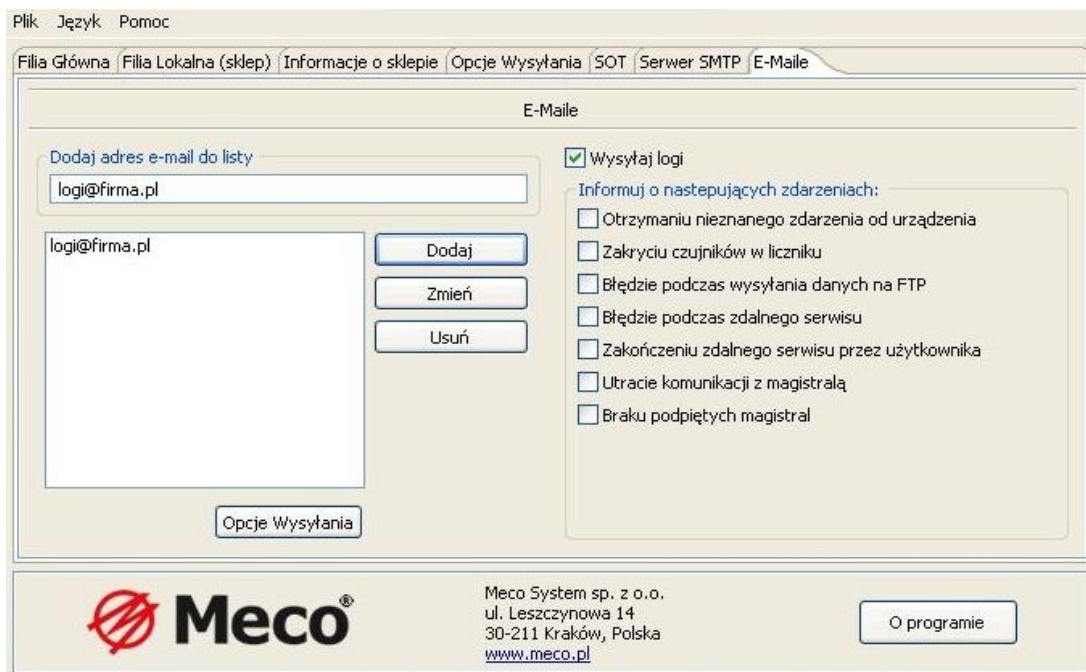 Plik Język Pomoc
Filia Główna Filia Lokalna (sklep) Informacje o sklepie Opcje Wysyłania SOT Serwer SMTP E-Maile
E-Maile
Dodaj adres e-mail do listy
logi@firma.pl
logi@firma.pl
Dodaj
Zmień
Usuń
Opcje Wysyłania
Wysyłaj logi
Informuj o nastepujących zdarzeniach:
Otrzymaniu nieznanego zdarzenia od urządzenia
Zakryciu czujników w liczniku
Błędzie podczas wysyłania danych na FTP
Błędzie podczas zdalnego serwisu
Zakończeniu zdalnego serwisu przez użytkownika
Utracie komunikacji z magistralą
Braku podpiętych magistral
Meco®
Meco System sp. z o.o.
ul. Leszczynowa 14
30-211 Kraków, Polska
www.meco.pl
O programie